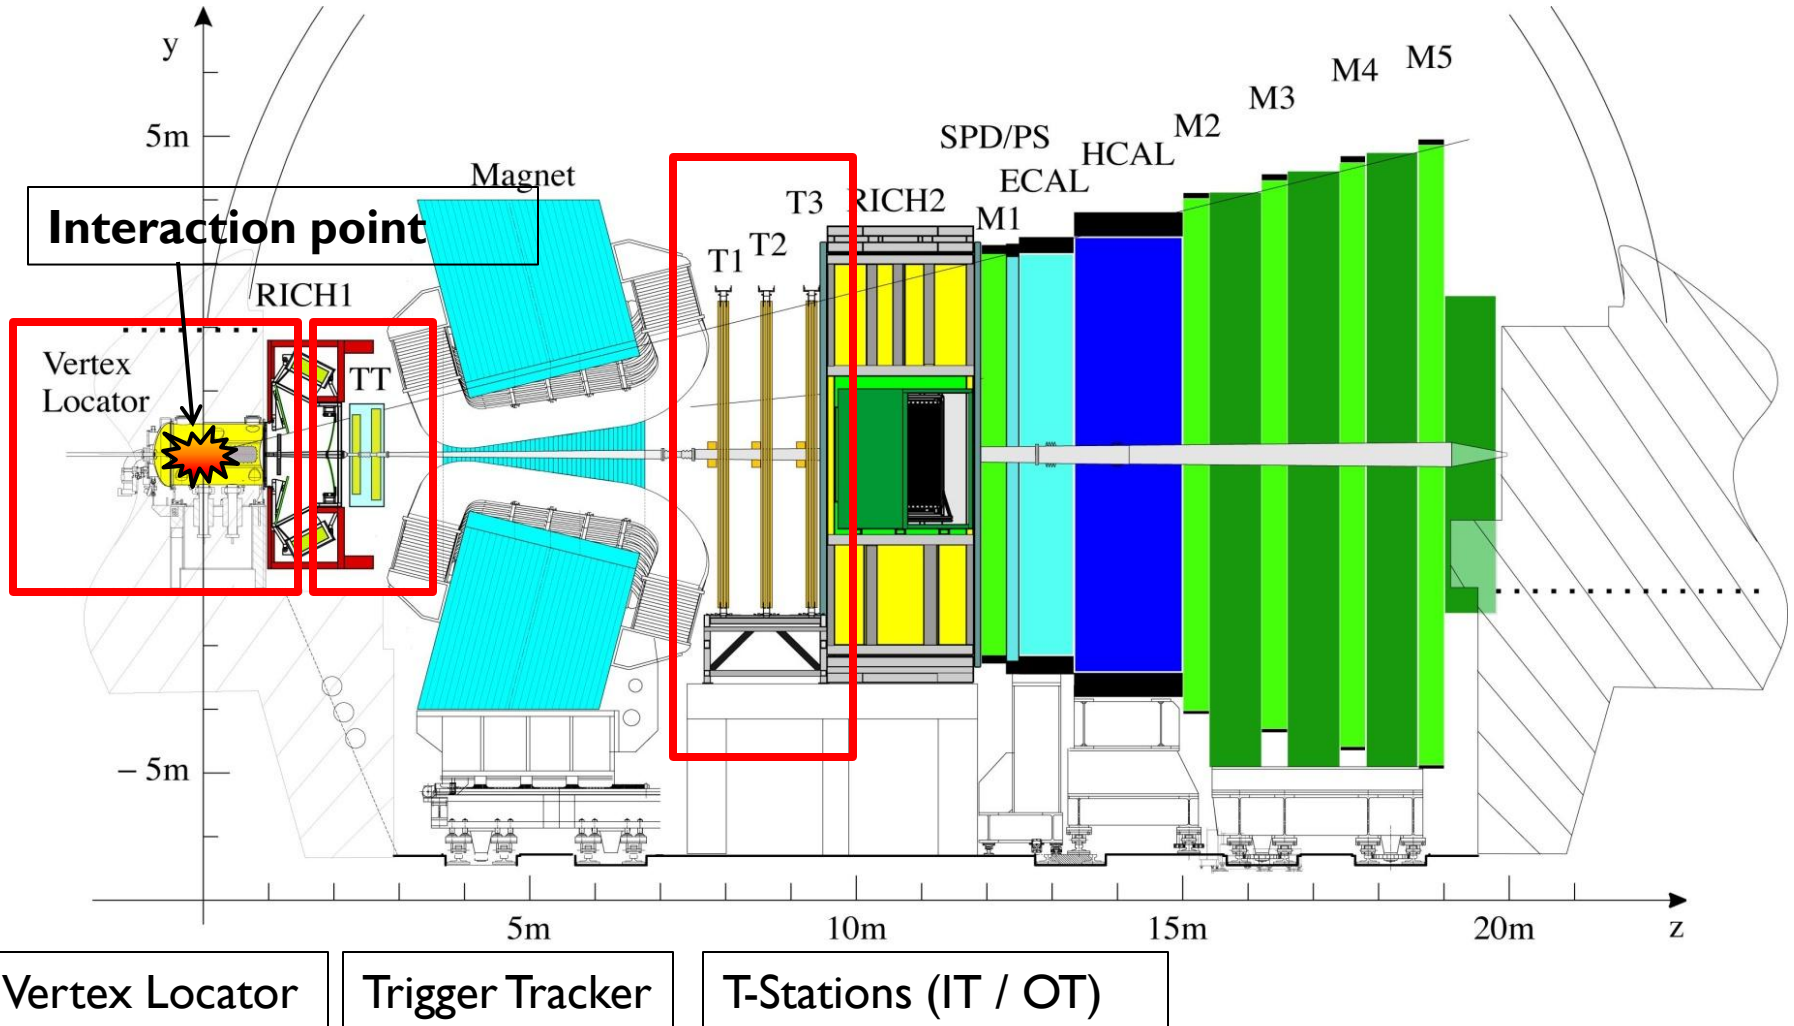 y
5m
Magnet
Interaction point
RICH1
Vertex
Locator
TT
T1
T2
T3
RICH2
SPD/PS
M1
ECAL
HCAL
M2
M3
M4
M5
– 5m
5m
10m
15m
20m
z
Vertex Locator
Trigger Tracker
T-Stations (IT / OT)